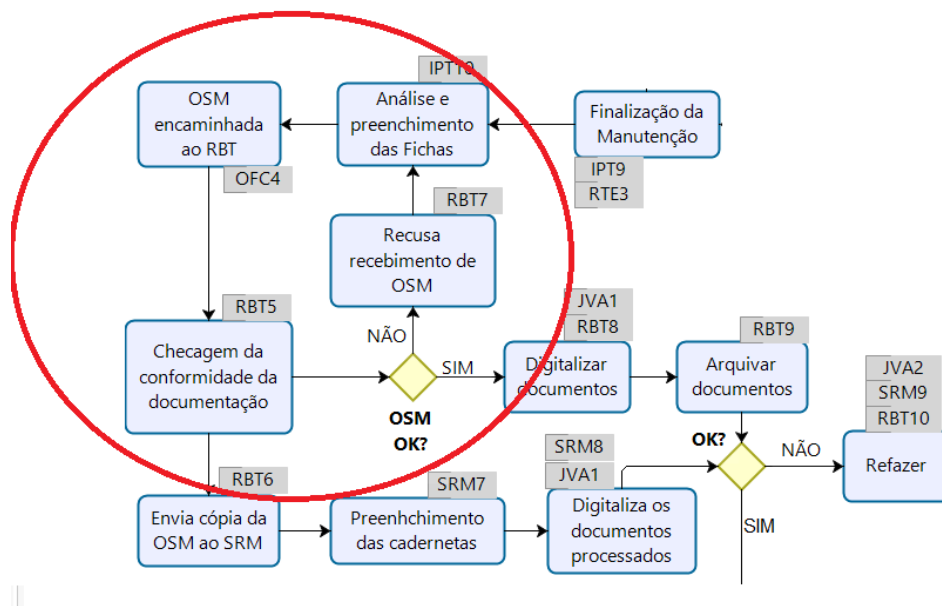 IPT10
OSM
encaminhada
ao RBT
OFC4
Análise e
preenchimento
das Fichas
Finalização da
Manutenção
IPT9
RTE3
RBT7
Recusa
recebimento de
OSM
RBT5
Checagem da
conformidade da
documentação
NÃO
SIM
OSM
OK?
JVA1
RBT8
Digitalizar
documentos
RBT9
Arquivar
documentos
JVA2
SRM9
RBT10
Refazer
OK?
NÃO
SIM
RBT6
Envia cópia da
OSM ao SRM
SRM7
Preenhchimento
das cadernetas
SRM8
JVA1
Digitaliza os
documentos
processados